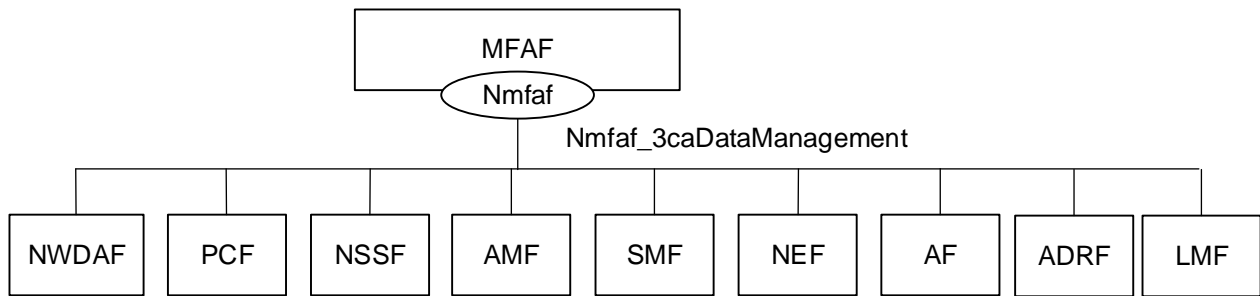 MFAF
Nmfaf
Nmfaf_3caDataManagement
NWDAF PCF NSSF AMF SMF NEF AF ADRF LMF